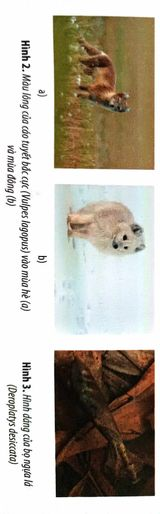 a)
b)
Hình 2. Màu lông của cáo tuyết bắc cực (Vulpes lagopus) vào mùa hè (a)
và mùa đông (b)
Hình 3. Hình dáng của bọ ngựa lá
(Deroplatys desiccata)